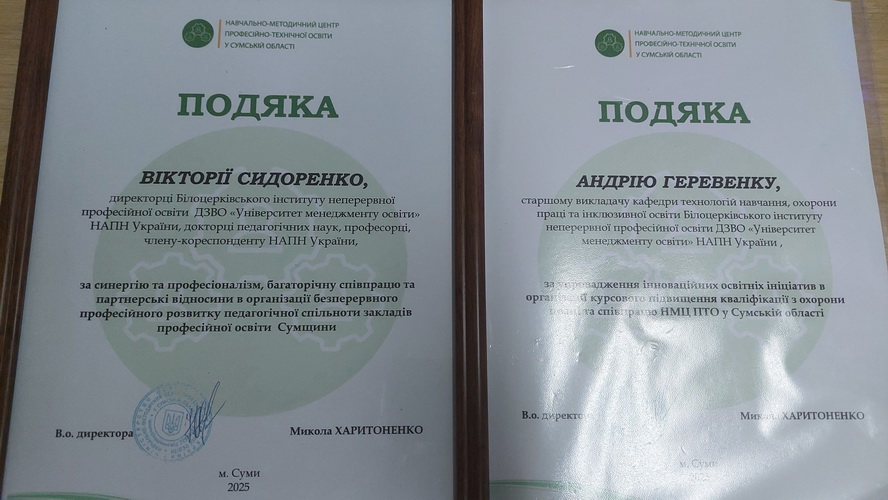 НАВЧАЛЬНО-МЕТОДИЧНИЙ ЦЕНТР
ПРОФЕСІЙНО-ТЕХНІЧНОЇ ОСВІТИ
У СУМСЬКІЙ ОБЛАСТІ
ПОДЯКА
ВІКТОРІЇ СИДОРЕНКО,
директорці Білоцерківського інституту неперервної
професійної освіти ДЗВО «Університет менеджменту освіти»
НАПН України, докторці педагогічних наук, професорці,
члену-кореспонденту НАПН України,
за синергію та професіоналізм, багаторічну співпрацю та
партнерські відносини в організації безперервного
професійного розвитку педагогічної спільноти закладів
професійної освіти Сумщини
В.о. директора
Микола ХАРИТОНЕНКО
м. Суми
2025
НАВЧАЛЬНО-МЕТОДИЧНИЙ ЦЕНТР
ПРОФЕСІЙНО-ТЕХНІЧНОЇ ОСВІТИ
У СУМСЬКІЙ ОБЛАСТІ
ПОДЯКА
АНДРІЮ ГЕРЕВЕНКУ,
старшому викладачу кафедри технологій навчання, охорони
праці та інклюзивної освіти Білоцерківського інституту
неперервної професійної освіти ДЗВО «Університет
менеджменту освіти» НАПН України ,
за упровадження інноваційних освітніх ініціатив в
організації курсового підвищення кваліфікації з охорони
праці та співпрацю НМЦ ПТО у Сумській області
В.о. директора
Микола ХАРИТОНЕНКО
м. Суми